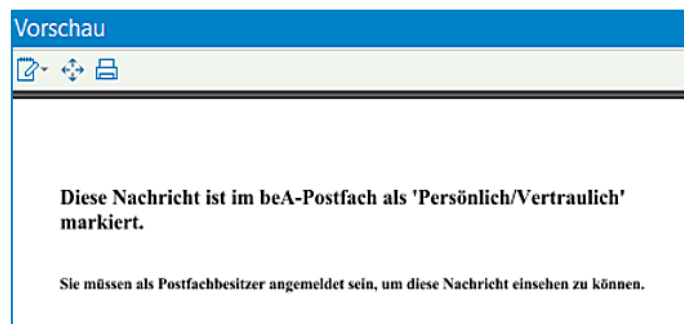 Vorschau
Diese Nachricht ist im beA-Postfach als 'Persönlich/Vertraulich'
markiert.
Sie müssen als Postfachbesitzer angemeldet sein, um diese Nachricht einsehen zu können.